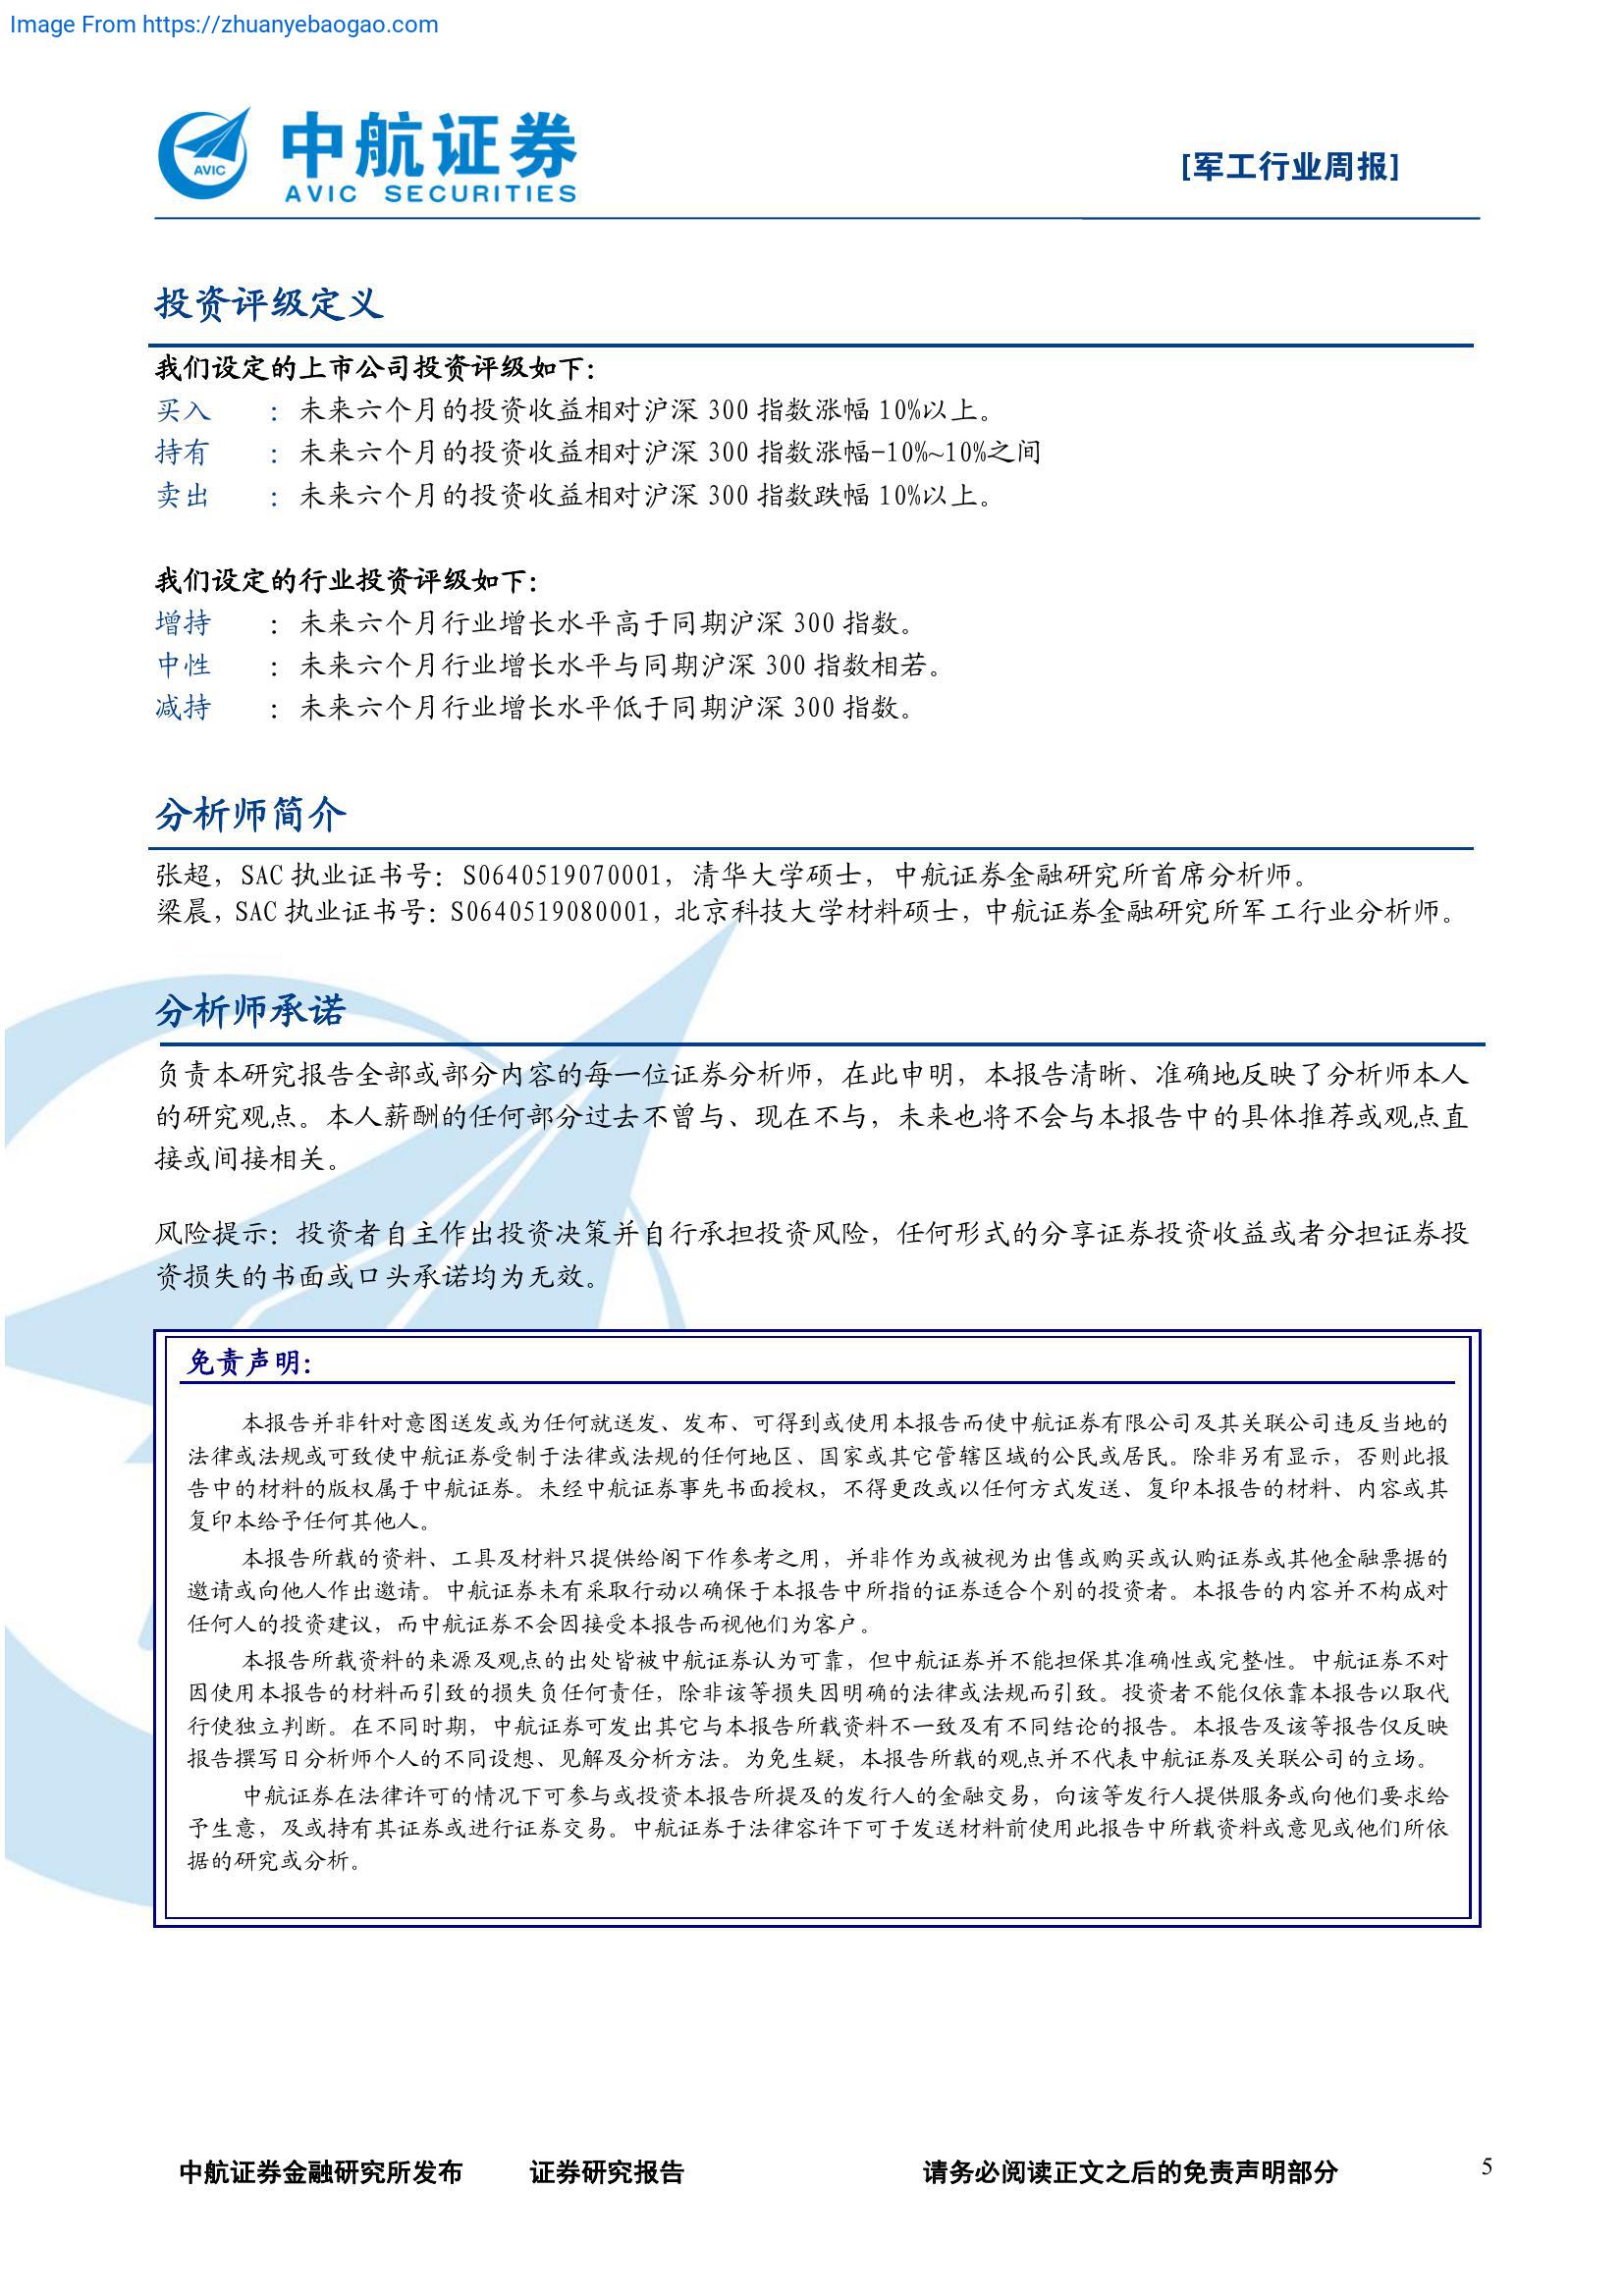 Image From https://zhuanyebaogao.com
AVIC
中航证券
AVIC SECURITIES
[军工行业周报]
投资评级定义
我们设定的上市公司投资评级如下：
买入 ：未来六个月的投资收益相对沪深 300 指数涨幅 10%以上。
持有 ：未来六个月的投资收益相对沪深 300 指数涨幅-10%~10%之间
卖出 ：未来六个月的投资收益相对沪深 300 指数跌幅 10%以上。
我们设定的行业投资评级如下：
增持 ：未来六个月行业增长水平高于同期沪深 300 指数。
中性 ：未来六个月行业增长水平与同期沪深 300 指数相若。
减持 ：未来六个月行业增长水平低于同期沪深 300 指数。
分析师简介
张超，SAC 执业证书号：S0640519070001，清华大学硕士，中航证券金融研究所首席分析师。
梁晨，SAC 执业证书号：S0640519080001，北京科技大学材料硕士，中航证券金融研究所军工行业分析师。
分析师承诺
负责本研究报告全部或部分内容的每一位证券分析师，在此申明，本报告清晰、准确地反映了分析师本人
的研究观点。本人薪酬的任何部分过去不曾与、现在不与，未来也将不会与本报告中的具体推荐或观点直
接或间接相关。
风险提示：投资者自主作出投资决策并自行承担投资风险，任何形式的分享证券投资收益或者分担证券投
资损失的书面或口头承诺均为无效。
免责声明：
本报告并非针对意图送发或为任何就送发、发布、可得到或使用本报告而使中航证券有限公司及其关联公司违反当地的
法律或法规或可致使中航证券受制于法律或法规的任何地区、国家或其它管辖区域的公民或居民。除非另有显示，否则此报
告中的材料的版权属于中航证券。未经中航证券事先书面授权，不得更改或以任何方式发送、复印本报告的材料、内容或其
复印本给予任何其他人。
本报告所载的资料、工具及材料只提供给阁下作参考之用，并非作为或被视为出售或购买或认购证券或其他金融票据的
邀请或向他人作出邀请。中航证券未有采取行动以确保于本报告中所指的证券适合个别的投资者。本报告的内容并不构成对
任何人的投资建议，而中航证券不会因接受本报告而视他们为客户。
本报告所载资料的来源及观点的出处皆被中航证券认为可靠，但中航证券并不能担保其准确性或完整性。中航证券不对
因使用本报告的材料而引致的损失负任何责任，除非该等损失因明确的法律或法规而引致。投资者不能仅依靠本报告以取代
行使独立判断。在不同时期，中航证券可发出其它与本报告所载资料不一致及有不同结论的报告。本报告及该等报告仅反映
报告撰写日分析师个人的不同设想、见解及分析方法。为免生疑，本报告所载的观点并不代表中航证券及关联公司的立场。
中航证券在法律许可的情况下可参与或投资本报告所提及的发行人的金融交易，向该等发行人提供服务或向他们要求给
予生意，及或持有其证券或进行证券交易。中航证券于法律容许下可于发送材料前使用此报告中所载资料或意见或他们所依
据的研究或分析。
中航证券金融研究所发布 证券研究报告 请务必阅读正文之后的免责声明部分 5